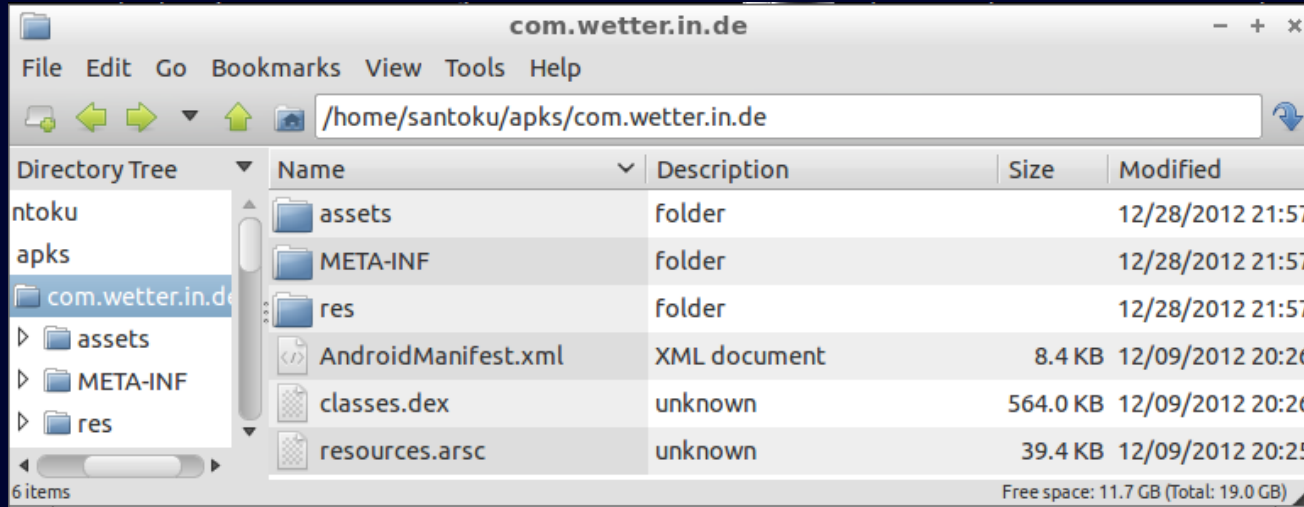 com.wetter.in.de
File Edit Go Bookmarks View Tools Help
/home/santoku/apks/com.wetter.in.de
Directory Tree
ntoku
apks
com.wetter.in.de
assets
META-INF
res
Name Description Size Modified
assets folder 12/28/2012 21:57
META-INF folder 12/28/2012 21:57
res folder 12/28/2012 21:57
AndroidManifest.xml XML document 8.4 KB 12/09/2012 20:26
classes.dex unknown 564.0 KB 12/09/2012 20:26
resources.arsc unknown 39.4 KB 12/09/2012 20:25
6 items Free space: 11.7 GB (Total: 19.0 GB)